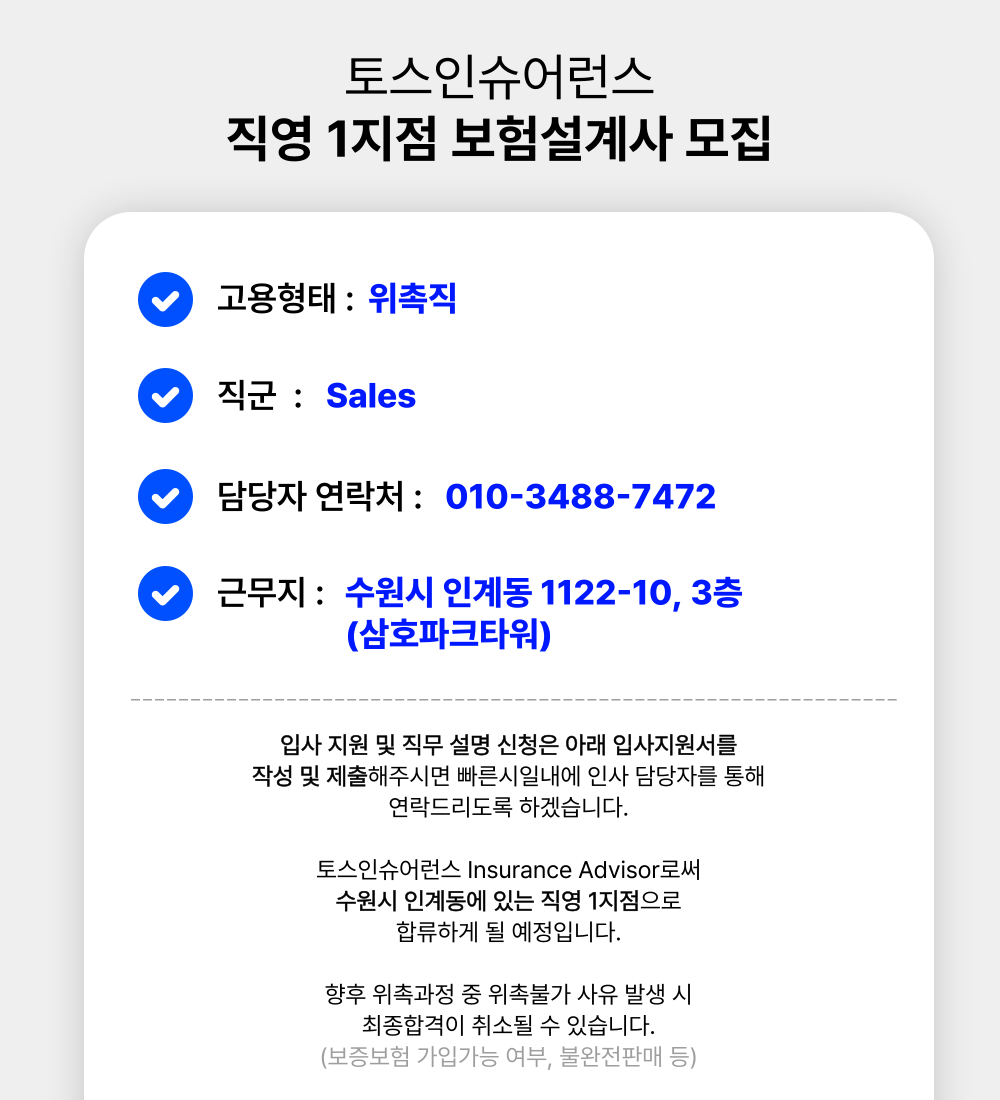 토스인슈어런스
직영 1지점 보험설계사 모집
고용형태 : 위촉직
직군 : Sales
담당자 연락처 : 010-3488-7472
근무지 : 수원시 인계동 1122-10, 3층
(삼호파크타워)
입사 지원 및 직무 설명 신청은 아래 입사지원서를
작성 및 제출해주시면 빠른시일내에 인사 담당자를 통해
연락드리도록 하겠습니다.
토스인슈어런스 Insurance Advisor로써
수원시 인계동에 있는 직영 1지점으로
합류하게 될 예정입니다.
향후 위촉과정 중 위촉불가 사유 발생 시
최종합격이 취소될 수 있습니다.
(보증보험 가입가능 여부, 불완전판매 등)